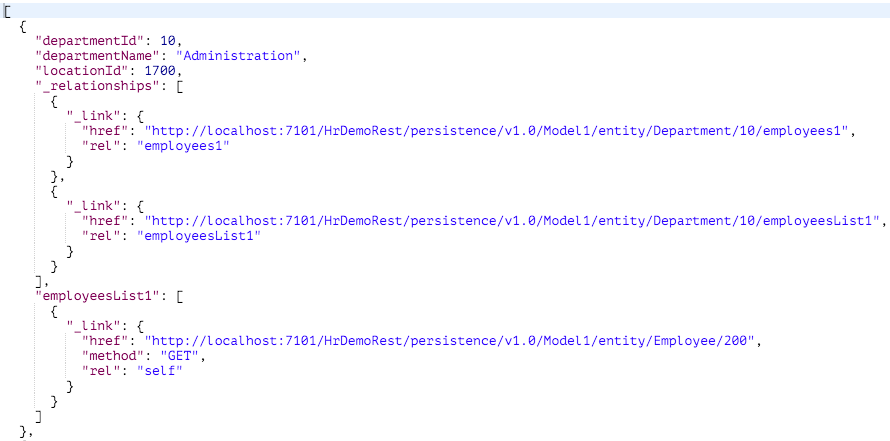 [
  {
    "departmentId": 10,
    "departmentName": "Administration",
    "locationId": 1700,
    "_relationships": [
      {
        "_link": {
          "href": "http://localhost:7101/HrDemoRest/persistence/v1.0/Model1/entity/Department/10/employees1",
          "rel": "employees1"
        }
      },
      {
        "_link": {
          "href": "http://localhost:7101/HrDemoRest/persistence/v1.0/Model1/entity/Department/10/employeesList1",
          "rel": "employeesList1"
        }
      }
    ],
    "employeesList1": [
      {
        "_link": {
          "href": "http://localhost:7101/HrDemoRest/persistence/v1.0/Model1/entity/Employee/200",
          "method": "GET",
          "rel": "self"
        }
      }
    ]
  },